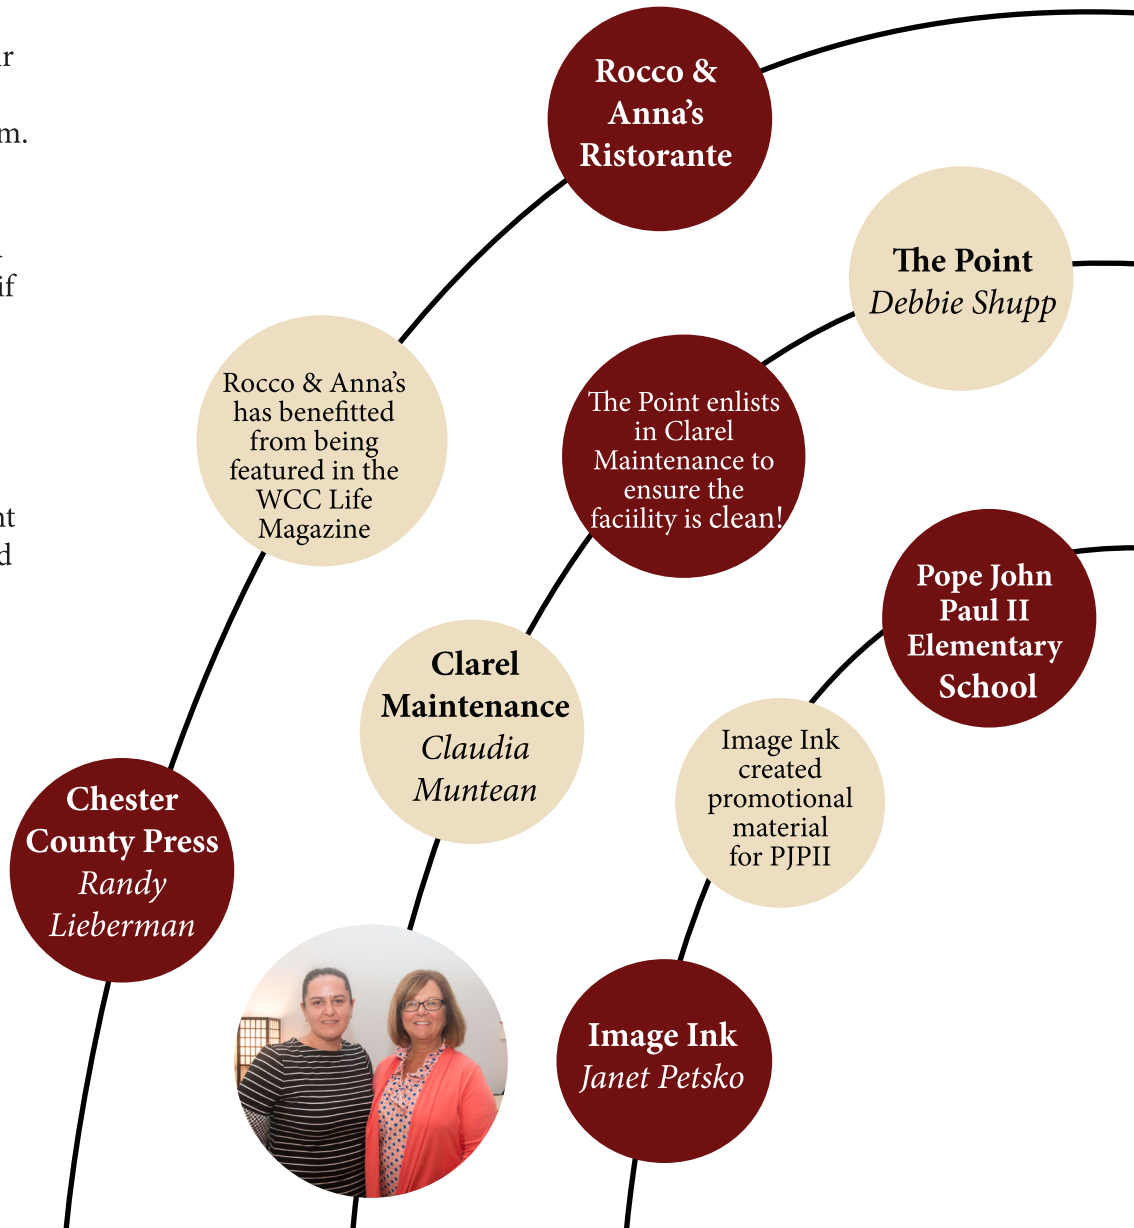 m.
if
Rocco &
Anna's
Ristorante
The Point
Debbie Shupp
Rocco & Anna's
has benefitted
from being
featured in the
WCC Life
Magazine
The Point enlists
in Clarel
Maintenance to
ensure the
faciility is clean!
Pope John
Paul II
Elementary
School
Clarel
Maintenance
Claudia
Muntean
Image Ink
created
promotional
material
for PJPII
Chester
County Press
Randy
Lieberman
Image Ink
Janet Petsko